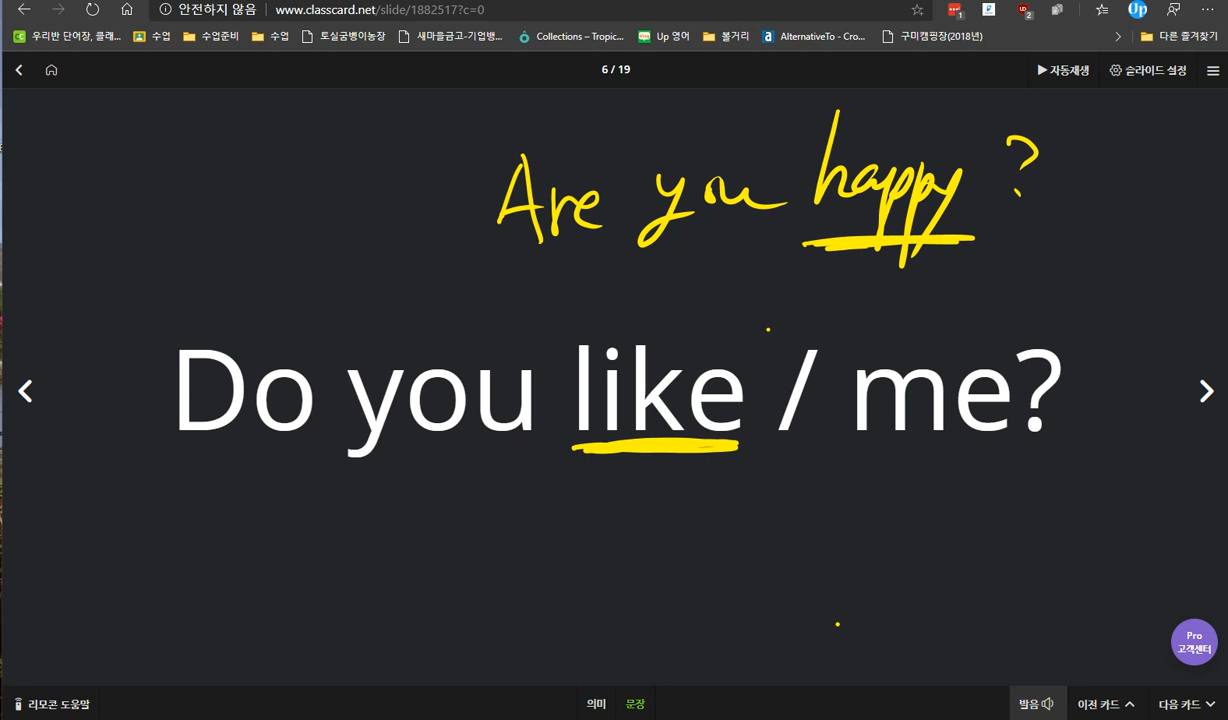 안전하지 않음 www.classcard.net/slide/1882517?c=0
우리반 단어장, 클래... 수업 수업준비 수업 토실굼벵이농장 새마을금고-기업뱅... Collections – Tropic... Up 영어 볼거리 AlternativeTo - Cro... 구미캠핑장(2018년) 다른 즐겨찾기
6 / 19 자동재생 슬라이드 설정
Are you happy ?
Do you like / me?
Pro
고객센터
리모콘 도움말 의미 문장 발음 이전 카드 다음 카드